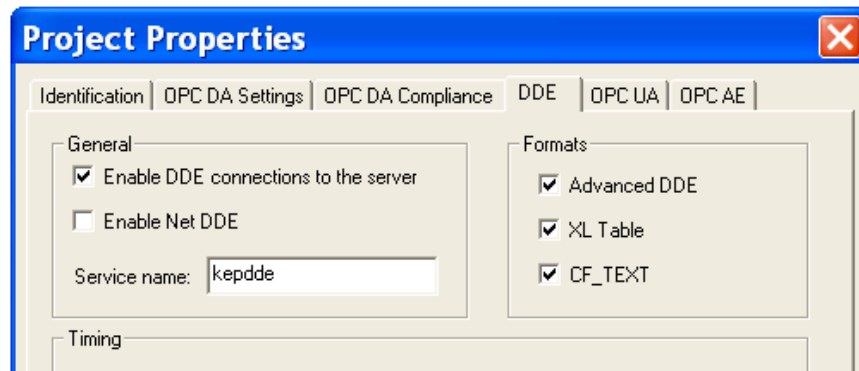 Project Properties
Identification OPC DA Settings OPC DA Compliance DDE OPC UA OPC AE
General
Enable DDE connections to the server
Enable Net DDE
Service name: kepdde
Formats
Advanced DDE
XL Table
CF_TEXT
Timing